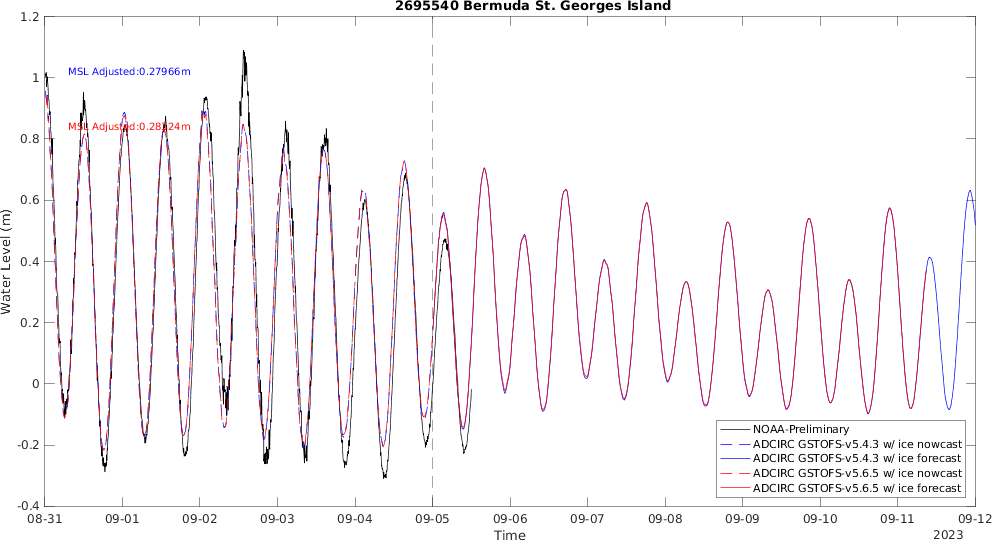 2695540 Bermuda St. Georges Island
1.2
1
0.8
0.6
0.4
0.2
0
-0.2
-0.4
Water Level (m)
MSL Adjusted:0.27966m
MSL Adjusted:0.28124m
NOAA-Preliminary
ADCIRC GSTOFS-v5.4.3 w/ ice nowcast
ADCIRC GSTOFS-v5.4.3 w/ ice forecast
ADCIRC GSTOFS-v5.6.5 w/ ice nowcast
ADCIRC GSTOFS-v5.6.5 w/ ice forecast
08-31 09-01 09-02 09-03 09-04 09-05 09-06 09-07 09-08 09-09 09-10 09-11 09-12
Time
2023